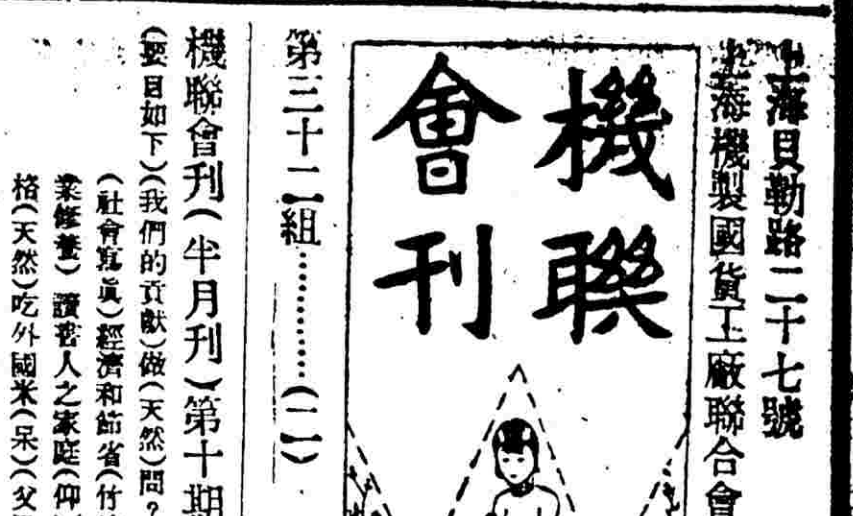 上海貝勒路二十七號
上海機製國貨工廠聯合會
機聯
會刊
第三十二組…………(二)
機聯會刊(半月刊)第十期
(要目如下)(我們的貢獻)做(天然)問?
(社會寫真)經濟和節省(竹
業修養)讀者人之家庭(仰
格(天然)吃外國米(呆)(父